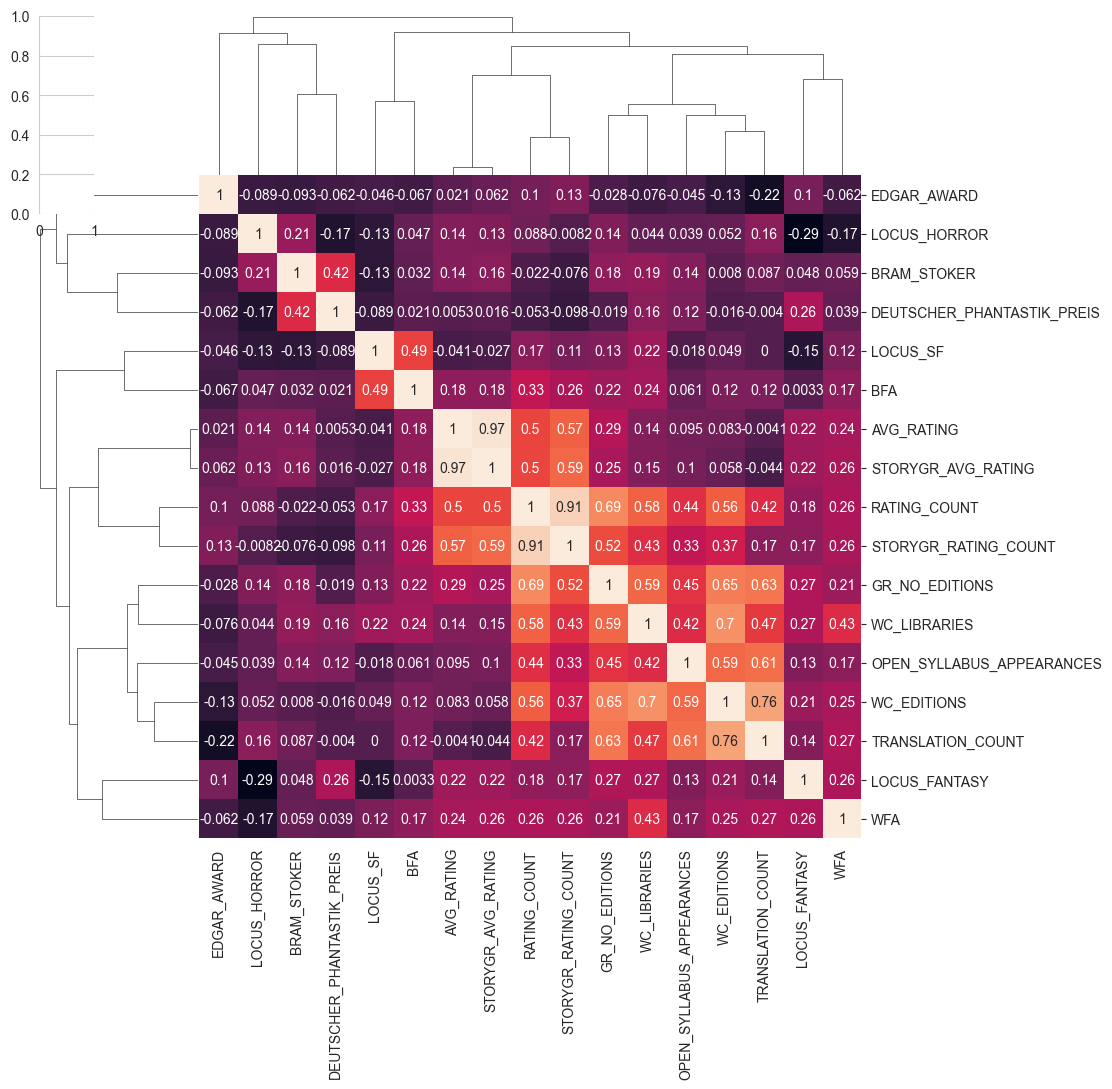 1.0
0.8
0.6
0.4
0.2
0.0
0 1
1 -0.089 -0.093 -0.062 -0.046 -0.067 0.021 0.062 0.1 0.13 -0.028 -0.076 -0.045 -0.13 -0.22 0.1 -0.062 EDGAR_AWARD
-0.089 1 0.21 -0.17 -0.13 0.047 0.14 0.13 0.088 -0.0082 0.14 0.044 0.039 0.052 0.16 -0.29 -0.17 LOCUS_HORROR
-0.093 0.21 1 0.42 -0.13 0.032 0.14 0.16 -0.022 -0.076 0.18 0.19 0.14 0.008 0.087 0.048 0.059 BRAM_STOKER
-0.062 -0.17 0.42 1 -0.089 0.021 0.0053 0.016 -0.053 -0.098 -0.019 0.16 0.12 -0.016 -0.004 0.26 0.039 DEUTSCHER_PHANTASTIK_PREIS
-0.046 -0.13 -0.13 -0.089 1 0.49 -0.041 -0.027 0.17 0.11 0.13 0.22 -0.018 0.049 0 -0.15 0.12 LOCUS_SF
-0.067 0.047 0.032 0.021 0.49 1 0.18 0.18 0.33 0.26 0.22 0.24 0.061 0.12 0.12 0.0033 0.17 BFA
0.021 0.14 0.14 0.0053 -0.041 0.18 1 0.97 0.5 0.57 0.29 0.14 0.095 0.083 -0.0041 0.22 0.24 AVG_RATING
0.062 0.13 0.16 0.016 -0.027 0.18 0.97 1 0.5 0.59 0.25 0.15 0.1 0.058 -0.044 0.22 0.26 STORYGR_AVG_RATING
0.1 0.088 -0.022 -0.053 0.17 0.33 0.5 0.5 1 0.91 0.69 0.58 0.44 0.56 0.42 0.18 0.26 RATING_COUNT
0.13 -0.0082 -0.076 -0.098 0.11 0.26 0.57 0.59 0.91 1 0.52 0.43 0.33 0.37 0.17 0.17 0.26 STORYGR_RATING_COUNT
-0.028 0.14 0.18 -0.019 0.13 0.22 0.29 0.25 0.69 0.52 1 0.59 0.45 0.65 0.63 0.27 0.21 GR_NO_EDITIONS
-0.076 0.044 0.19 0.16 0.22 0.24 0.14 0.15 0.58 0.43 0.59 1 0.42 0.7 0.47 0.27 0.43 WC_LIBRARIES
-0.045 0.039 0.14 0.12 -0.018 0.061 0.095 0.1 0.44 0.33 0.45 0.42 1 0.59 0.61 0.13 0.17 OPEN_SYLLABUS_APPEARANCES
-0.13 0.052 0.008 -0.016 0.049 0.12 0.083 0.058 0.56 0.37 0.65 0.7 0.59 1 0.76 0.21 0.25 WC_EDITIONS
-0.22 0.16 0.087 -0.004 0 0.12 -0.0041 -0.044 0.42 0.17 0.63 0.47 0.61 0.76 1 0.14 0.27 TRANSLATION_COUNT
0.1 -0.29 0.048 0.26 -0.15 0.0033 0.22 0.22 0.18 0.17 0.27 0.27 0.13 0.21 0.14 1 0.26 LOCUS_FANTASY
-0.062 -0.17 0.059 0.039 0.12 0.17 0.24 0.26 0.26 0.26 0.21 0.43 0.17 0.25 0.27 0.26 1 WFA
EDGAR_AWARD
LOCUS_HORROR
BRAM_STOKER
DEUTSCHER_PHANTASTIK_PREIS
LOCUS_SF
BFA
AVG_RATING
STORYGR_AVG_RATING
RATING_COUNT
STORYGR_RATING_COUNT
GR_NO_EDITIONS
WC_LIBRARIES
OPEN_SYLLABUS_APPEARANCES
WC_EDITIONS
TRANSLATION_COUNT
LOCUS_FANTASY
WFA